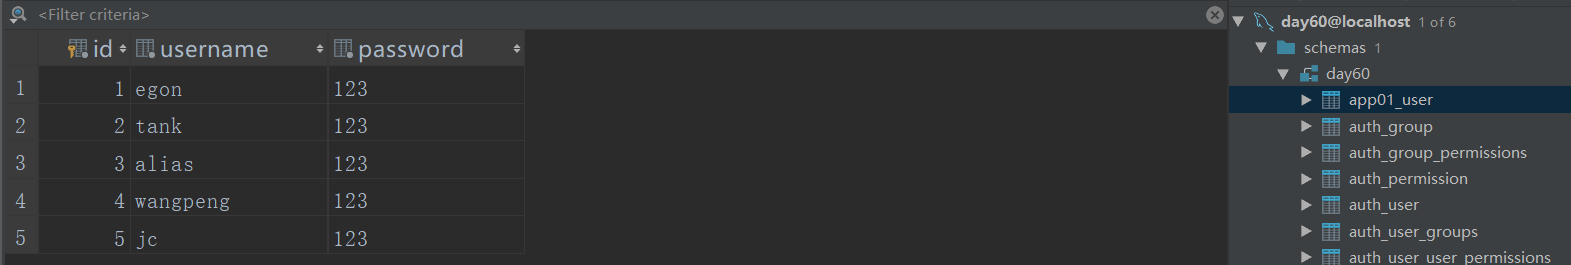 <Filter criteria>
id username password
1 1 egon 123
2 2 tank 123
3 3 alias 123
4 4 wangpeng 123
5 5 jc 123
day60@localhost 1 of 6
schemas 1
day60
app01_user
auth_group
auth_group_permissions
auth_permission
auth_user
auth_user_groups
auth_user_user_permissions